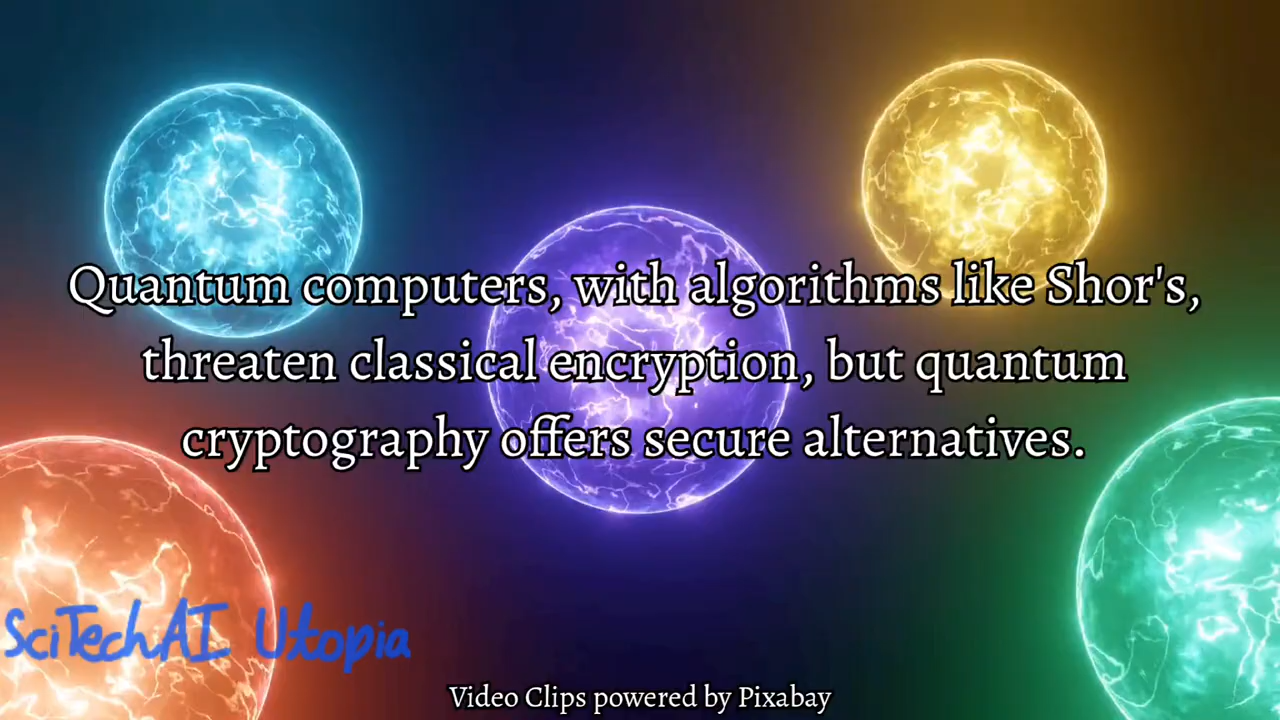 Quantum computers, with algorithms like Shor's,
threaten classical encryption, but quantum
cryptography offers secure alternatives.
SciTechAI Utopia
Video Clips powered by Pixabay